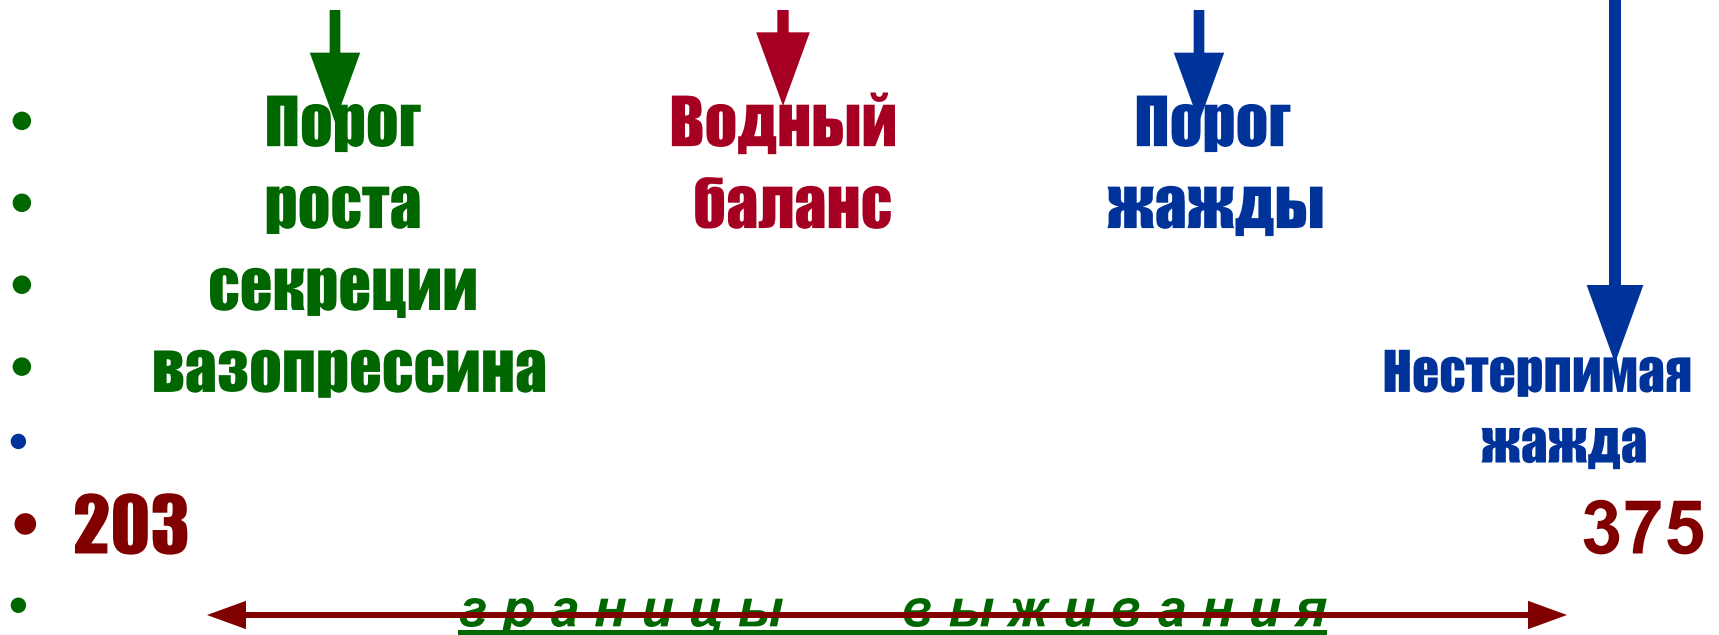 • Порог Водный Порог
• роста баланс жажды
• секреции
• вазопрессина Нестерпимая
• жажда
• 203 375
• границы выживания